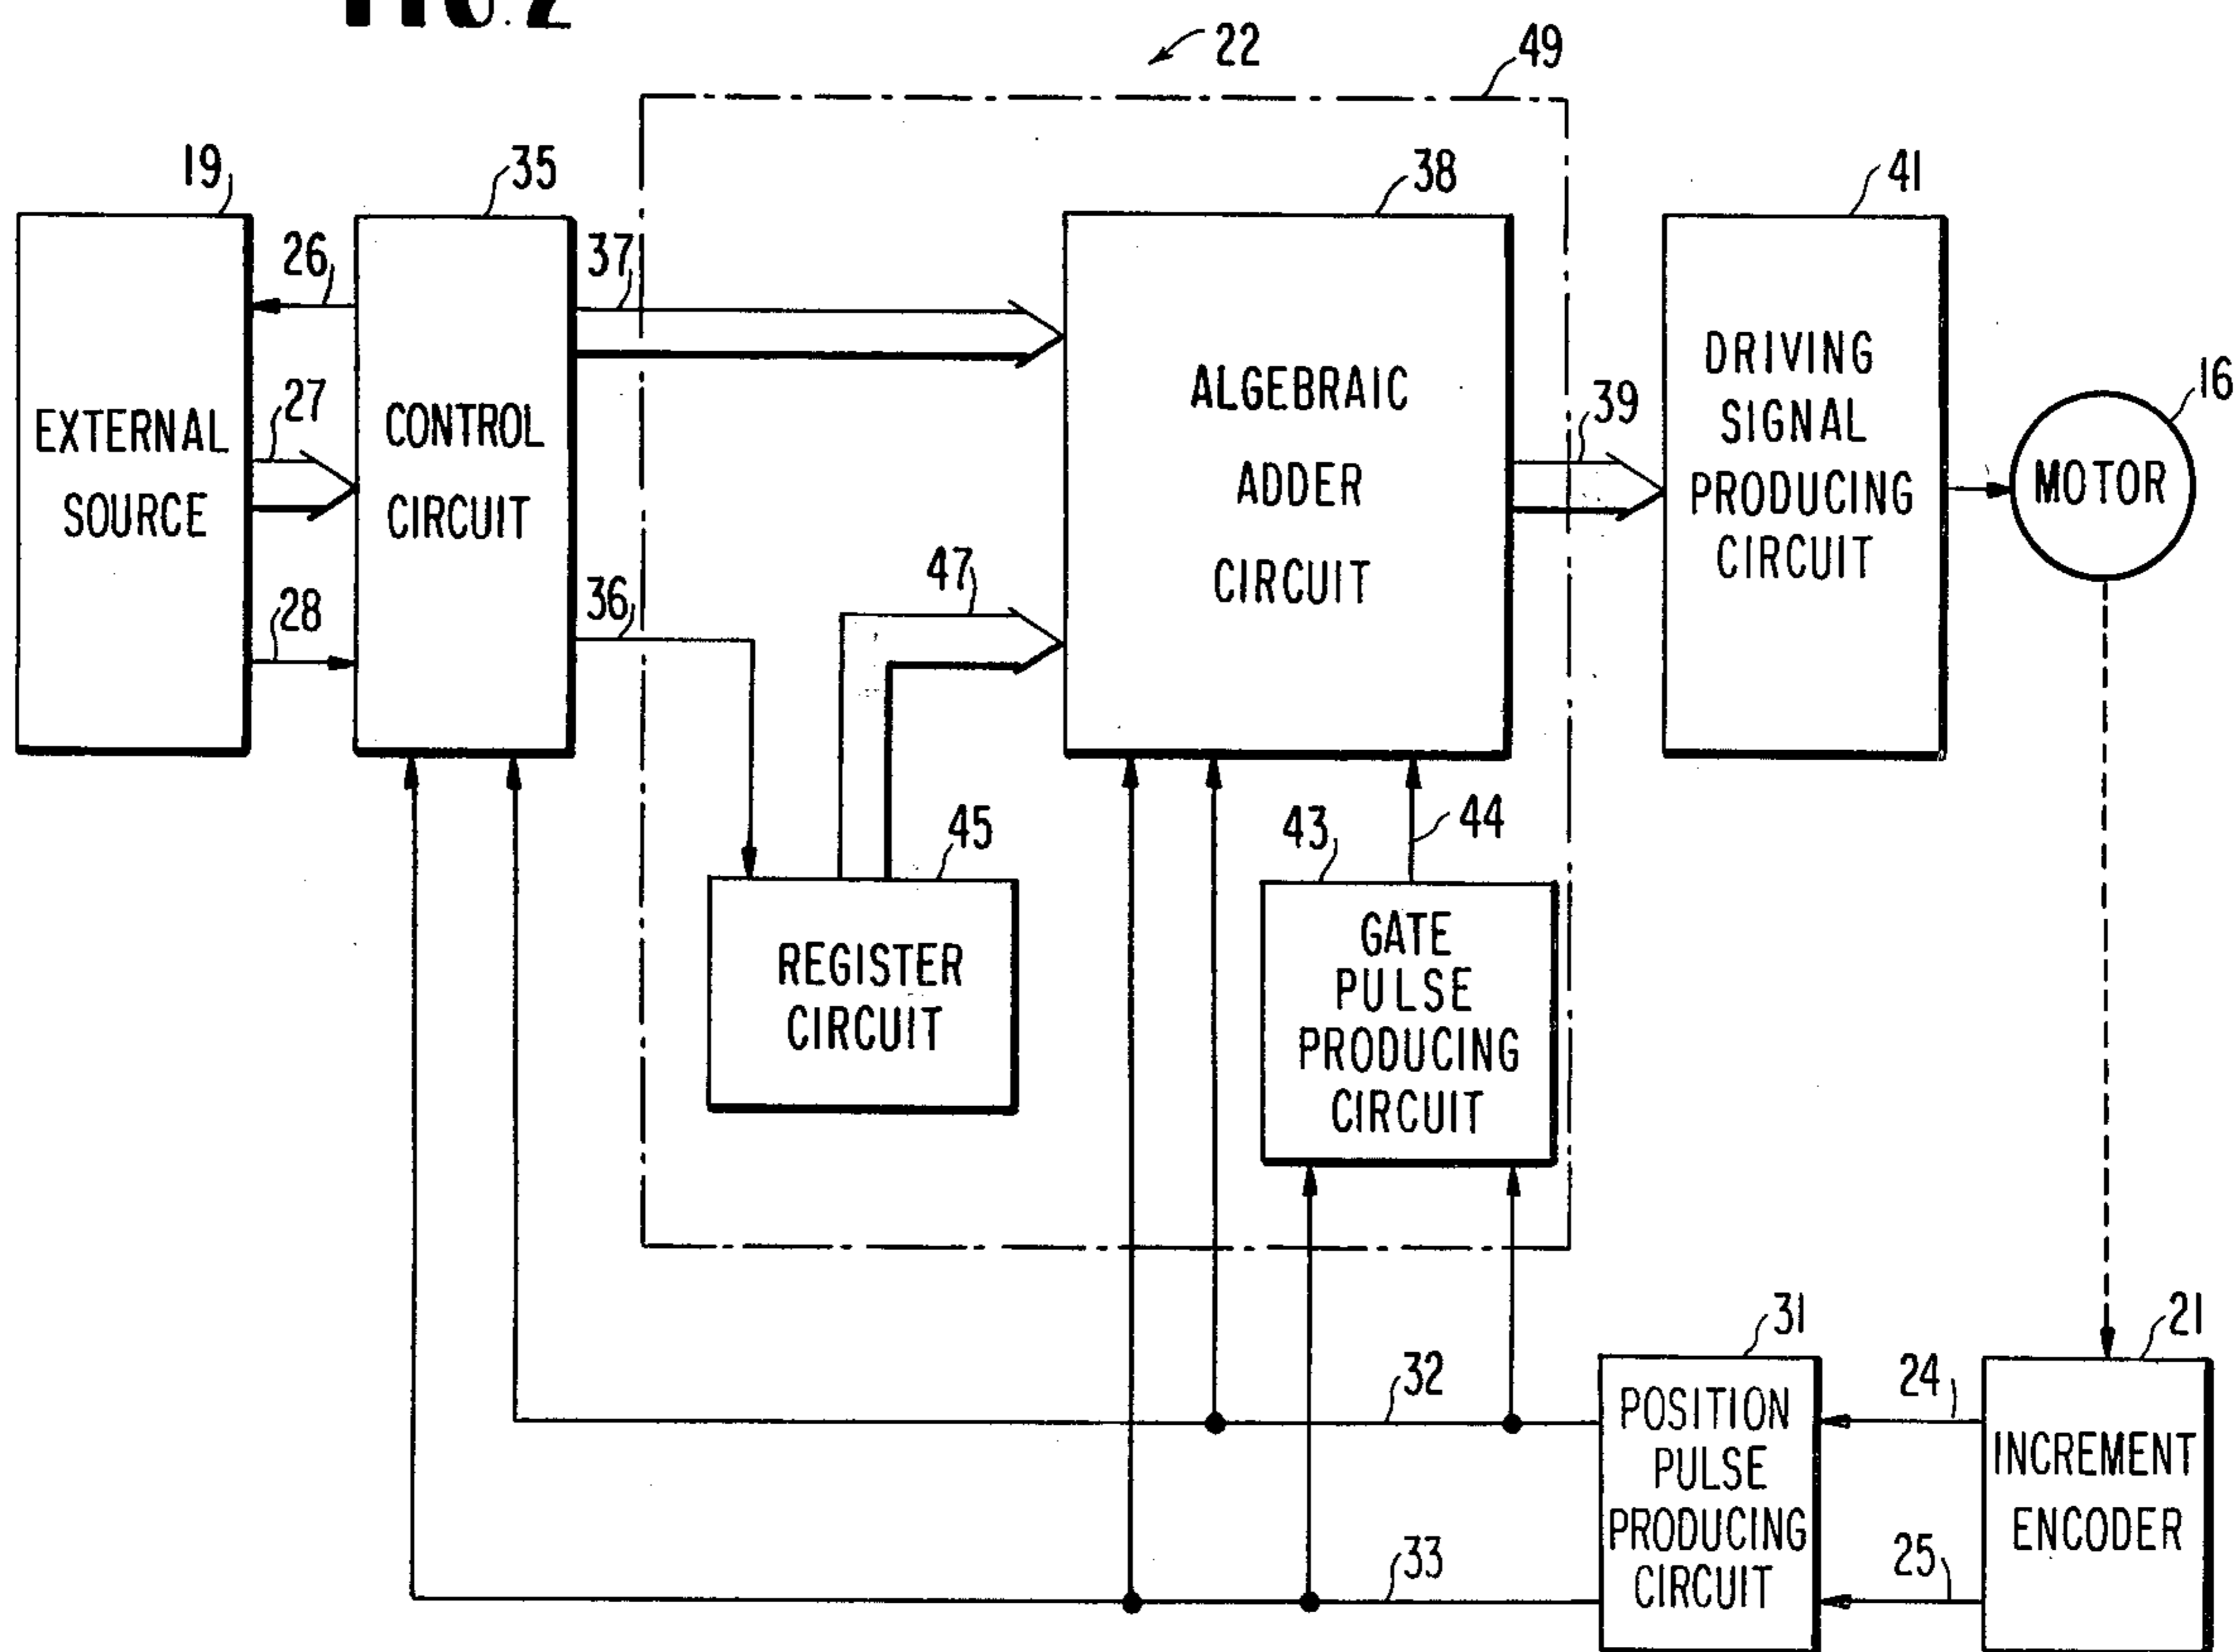 FIG. 2
22
49
19
35
38
41
26
37
27
39
16
EXTERNAL
SOURCE
CONTROL
CIRCUIT
ALGEBRAIC
ADDER
CIRCUIT
DRIVING
SIGNAL
PRODUCING
CIRCUIT
MOTOR
28
36
47
45
43
44
REGISTER
CIRCUIT
GATE
PULSE
PRODUCING
CIRCUIT
31
21
32
24
POSITION
PULSE
PRODUCING
CIRCUIT
INCREMENT
ENCODER
33
25